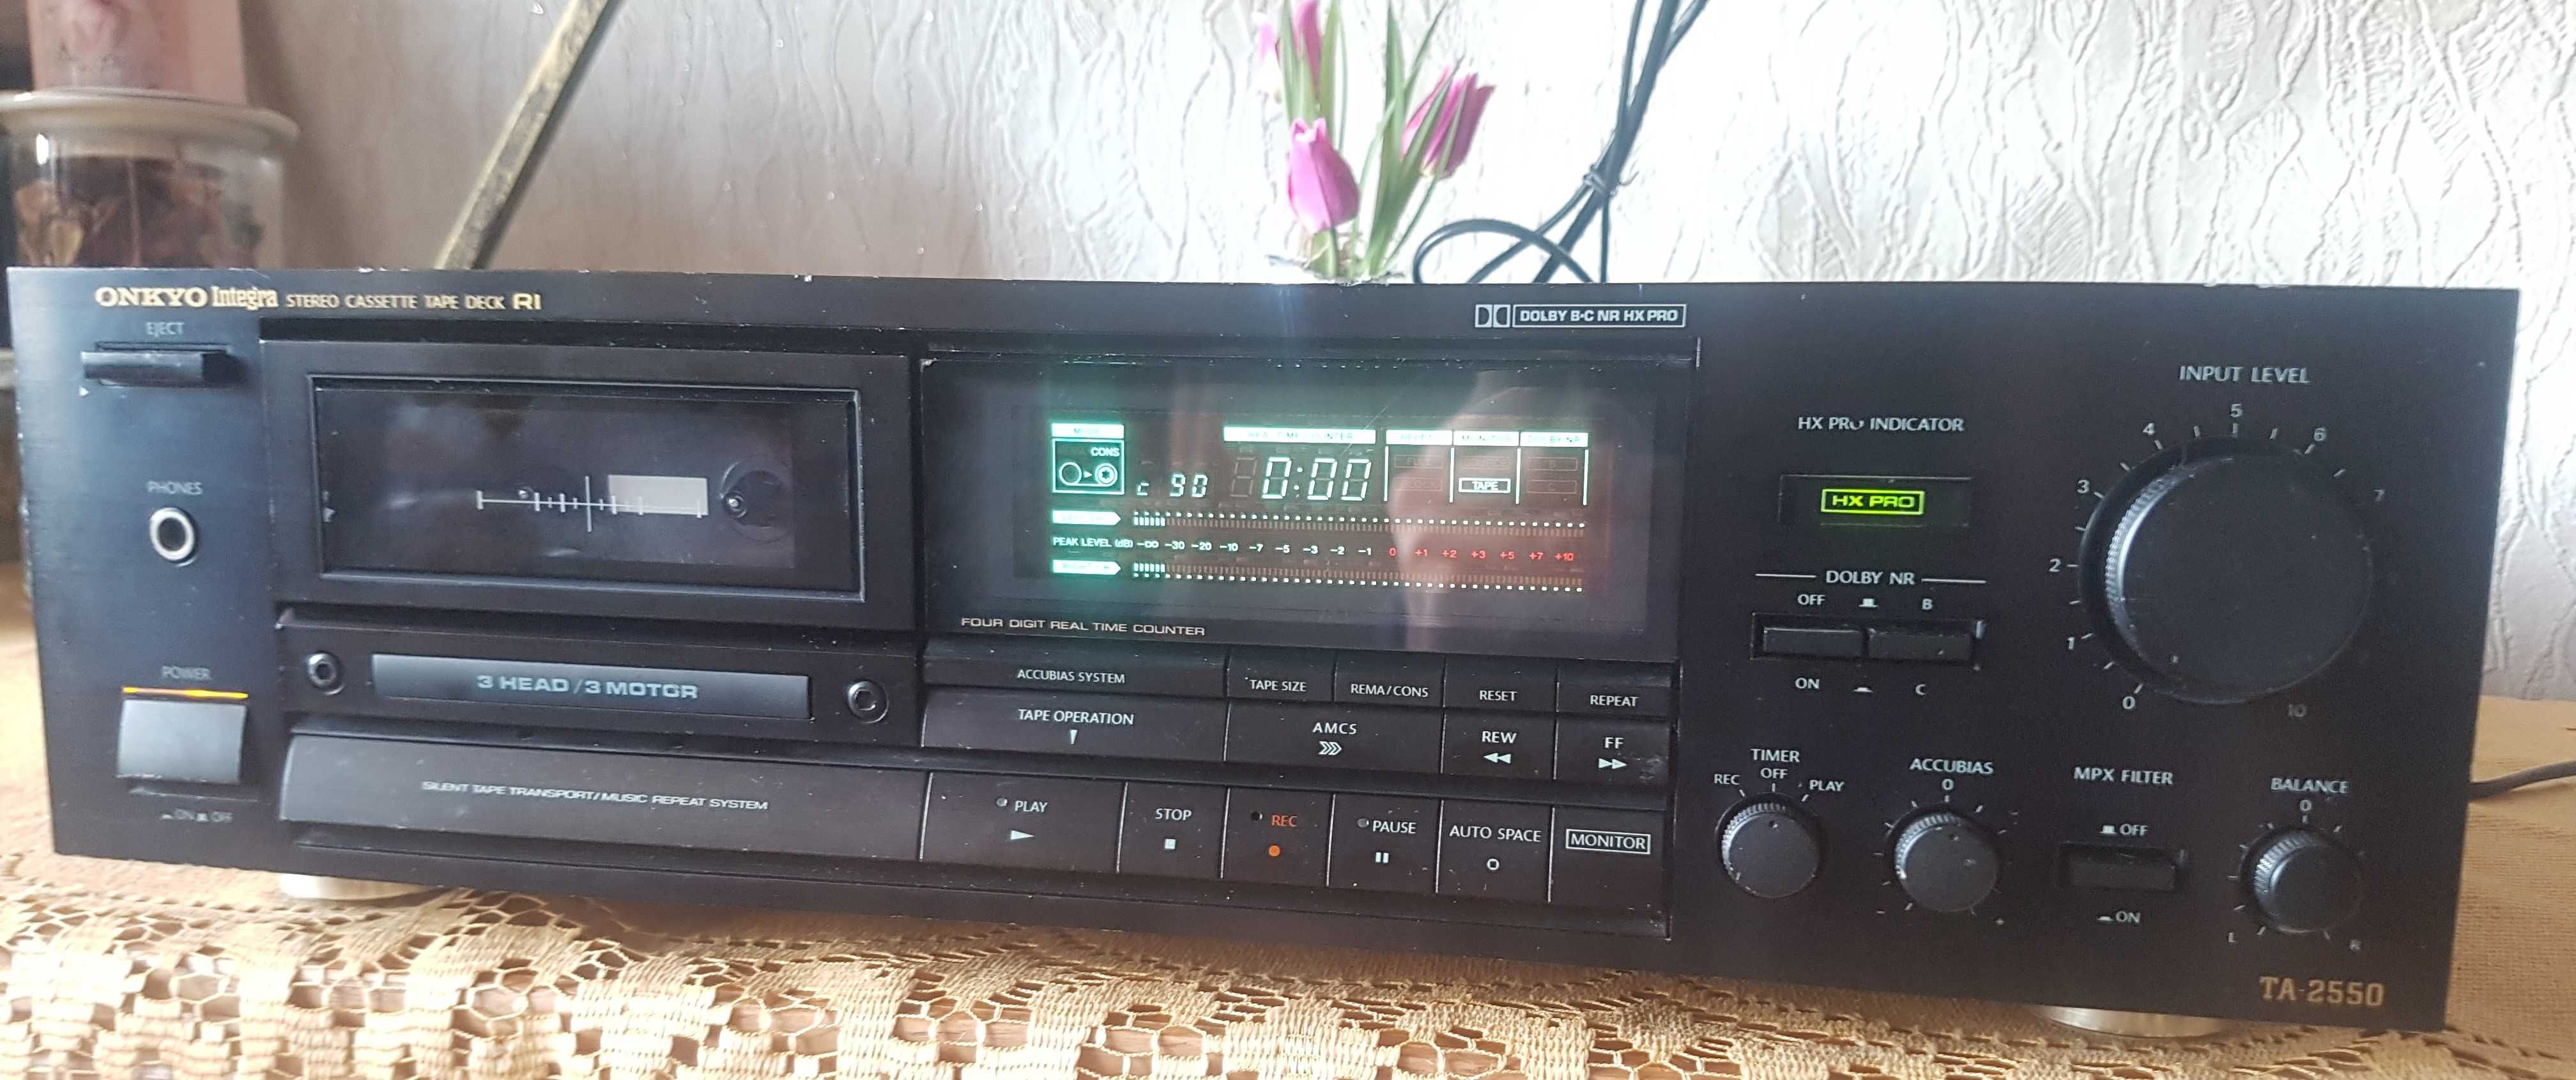 ONKYO Integra STEREO CASSETTE TAPE DECK RI
DOLBY B·C NR HX PRO
EJECT
PHONES
POWER
ON OFF
3 HEAD / 3 MOTOR
SILENT TAPE TRANSPORT/MUSIC REPEAT SYSTEM
CONS
c 90
0:00
TAPE
PEAK LEVEL (dB) -∞ -30 -20 -10 -7 -5 -3 -2 -1 0 +1 +2 +3 +5 +7 +10
FOUR DIGIT REAL TIME COUNTER
ACCUBIAS SYSTEM
TAPE SIZE
REMA/CONS
RESET
REPEAT
TAPE OPERATION
AMCS
REW
FF
PLAY
STOP
REC
PAUSE
AUTO SPACE
MONITOR
HX PRO INDICATOR
HX PRO
DOLBY NR
OFF B
ON C
INPUT LEVEL
0 1 2 3 4 5 6 7 10
TIMER
REC OFF PLAY
ACCUBIAS
0
- +
MPX FILTER
OFF
ON
BALANCE
0
L R
TA-2550